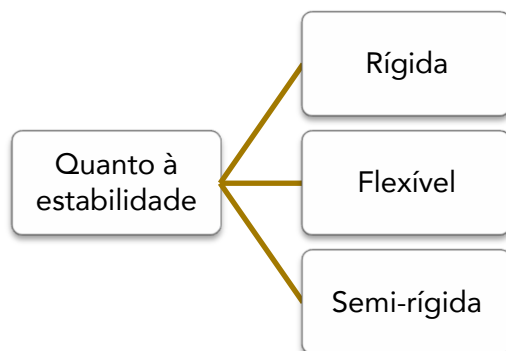 Rígida
Quanto à
estabilidade
Flexível
Semi-rígida